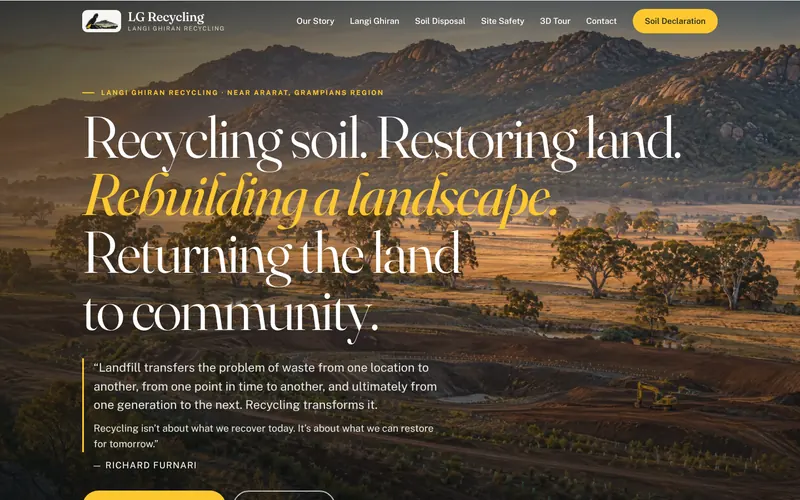 LG Recycling
LANGI GHIRAN RECYCLING
Our Story
Langi Ghiran
Soil Disposal
Site Safety
3D Tour
Contact
Soil Declaration
LANGI GHIRAN RECYCLING · NEAR ARARAT, GRAMPIANS REGION
Recycling soil. Restoring land.
Rebuilding a landscape.
Returning the land
to community.
“Landfill transfers the problem of waste from one location to
another, from one point in time to another, and ultimately from
one generation to the next. Recycling transforms it.
Recycling isn’t about what we recover today. It’s about what we can restore
for tomorrow.”
— RICHARD FURNARI